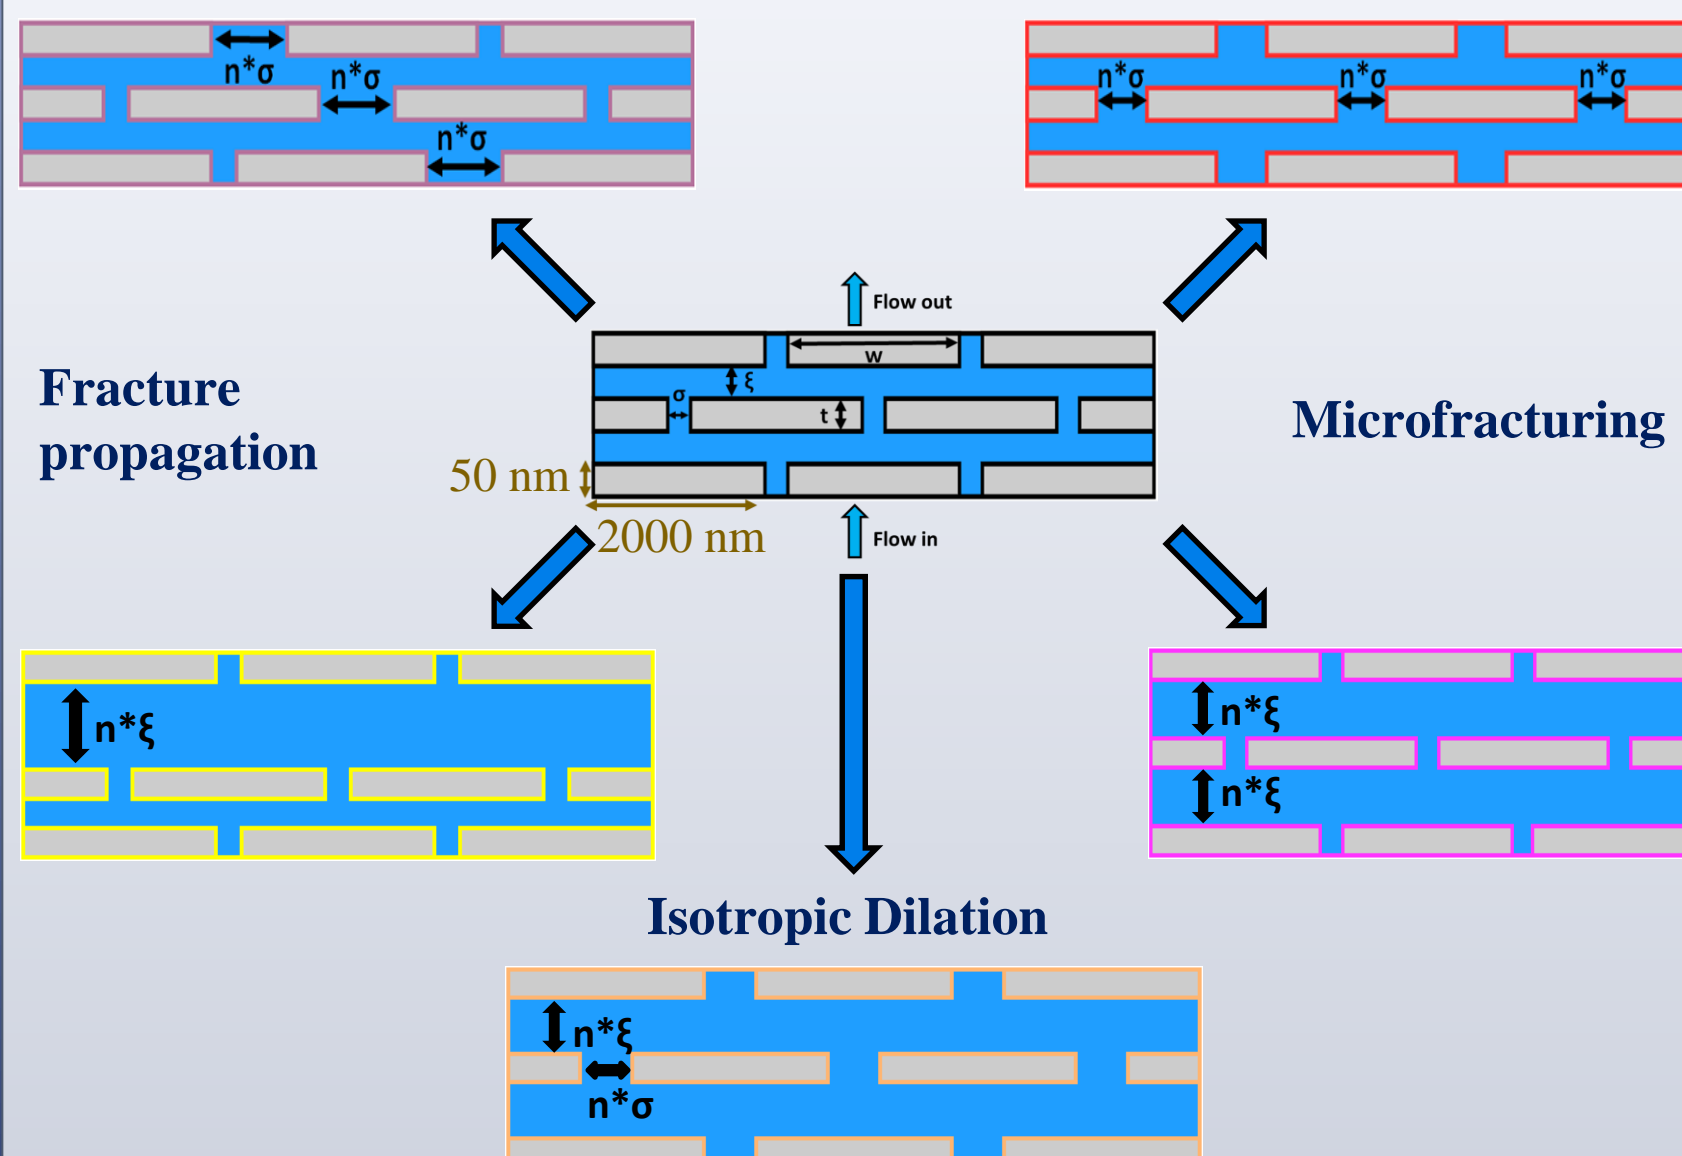 n*σ
n*σ
n*σ
n*σ
n*σ
n*σ
Flow out
w
ξ
σ
t
50 nm
2000 nm
Flow in
Fracture
propagation
Microfracturing
n*ξ
n*ξ
n*ξ
Isotropic Dilation
n*ξ
n*σ